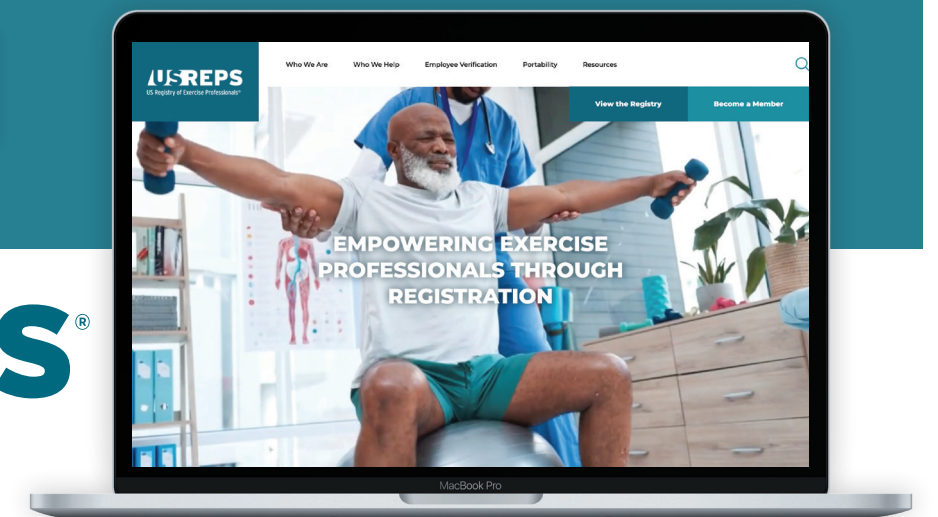 USREPS
US Registry of Exercise Professionals®
Who We Are
Who We Help
Employee Verification
Portability
Resources
View the Registry
Become a Member
EMPOWERING EXERCISE
PROFESSIONALS THROUGH
REGISTRATION
S®
MacBook Pro